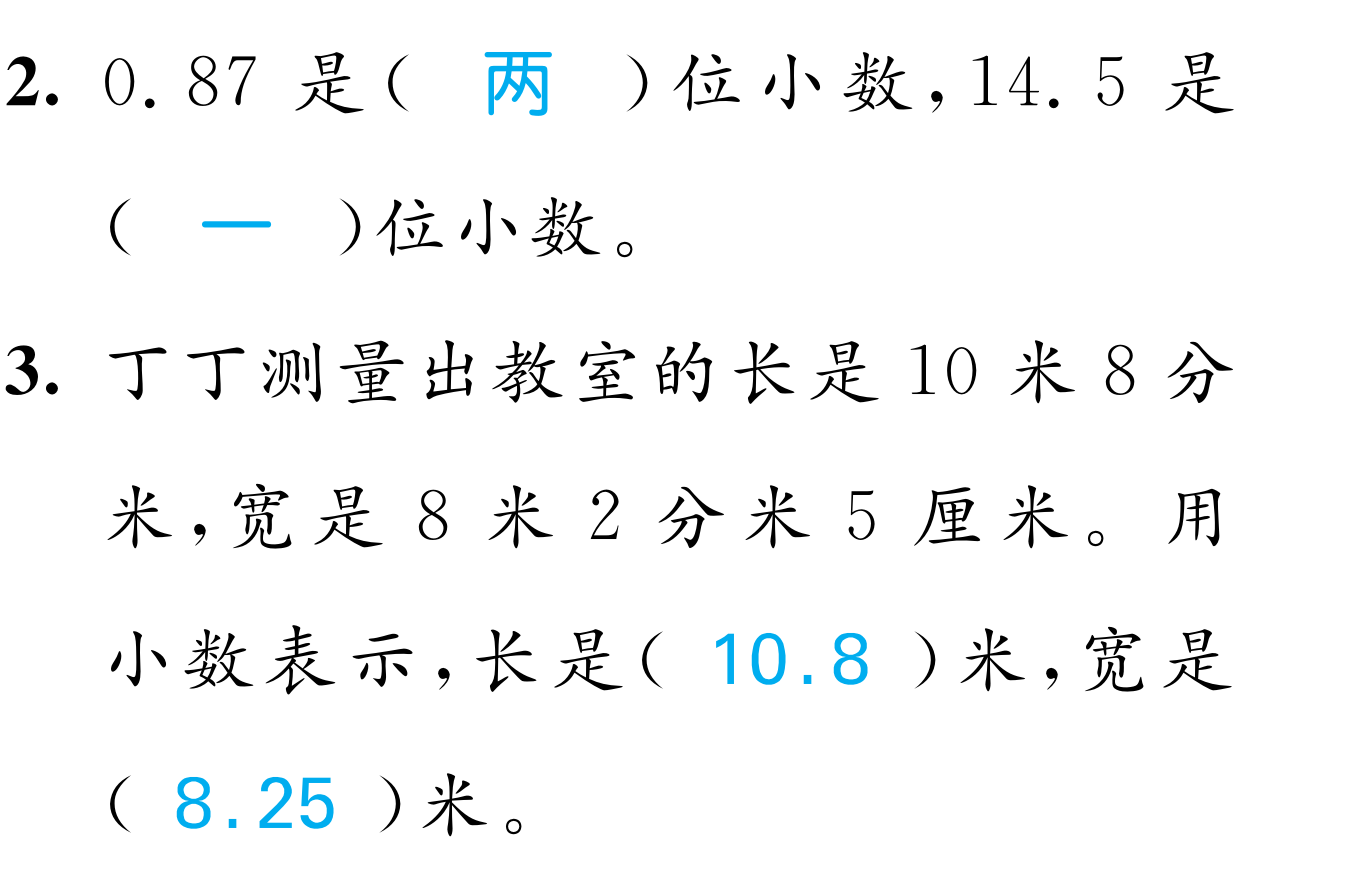 2. 0.87 是( 两 )位小数,14.5 是
( 一 )位小数。
3. 丁丁测量出教室的长是 10 米 8 分
米,宽是 8 米 2 分米 5 厘米。用
小数表示,长是( 10.8 )米,宽是
( 8.25 )米。